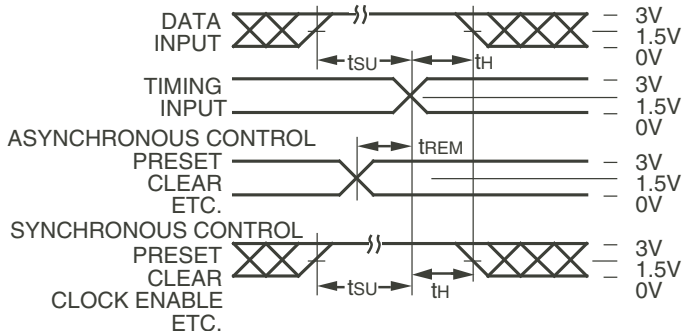 DATA INPUT
3V
1.5V
0V
tSU
tH
TIMING INPUT
3V
1.5V
0V
ASYNCHRONOUS CONTROL
tREM
PRESET
CLEAR
ETC.
3V
1.5V
0V
SYNCHRONOUS CONTROL
PRESET
CLEAR
CLOCK ENABLE
ETC.
3V
1.5V
0V
tSU
tH